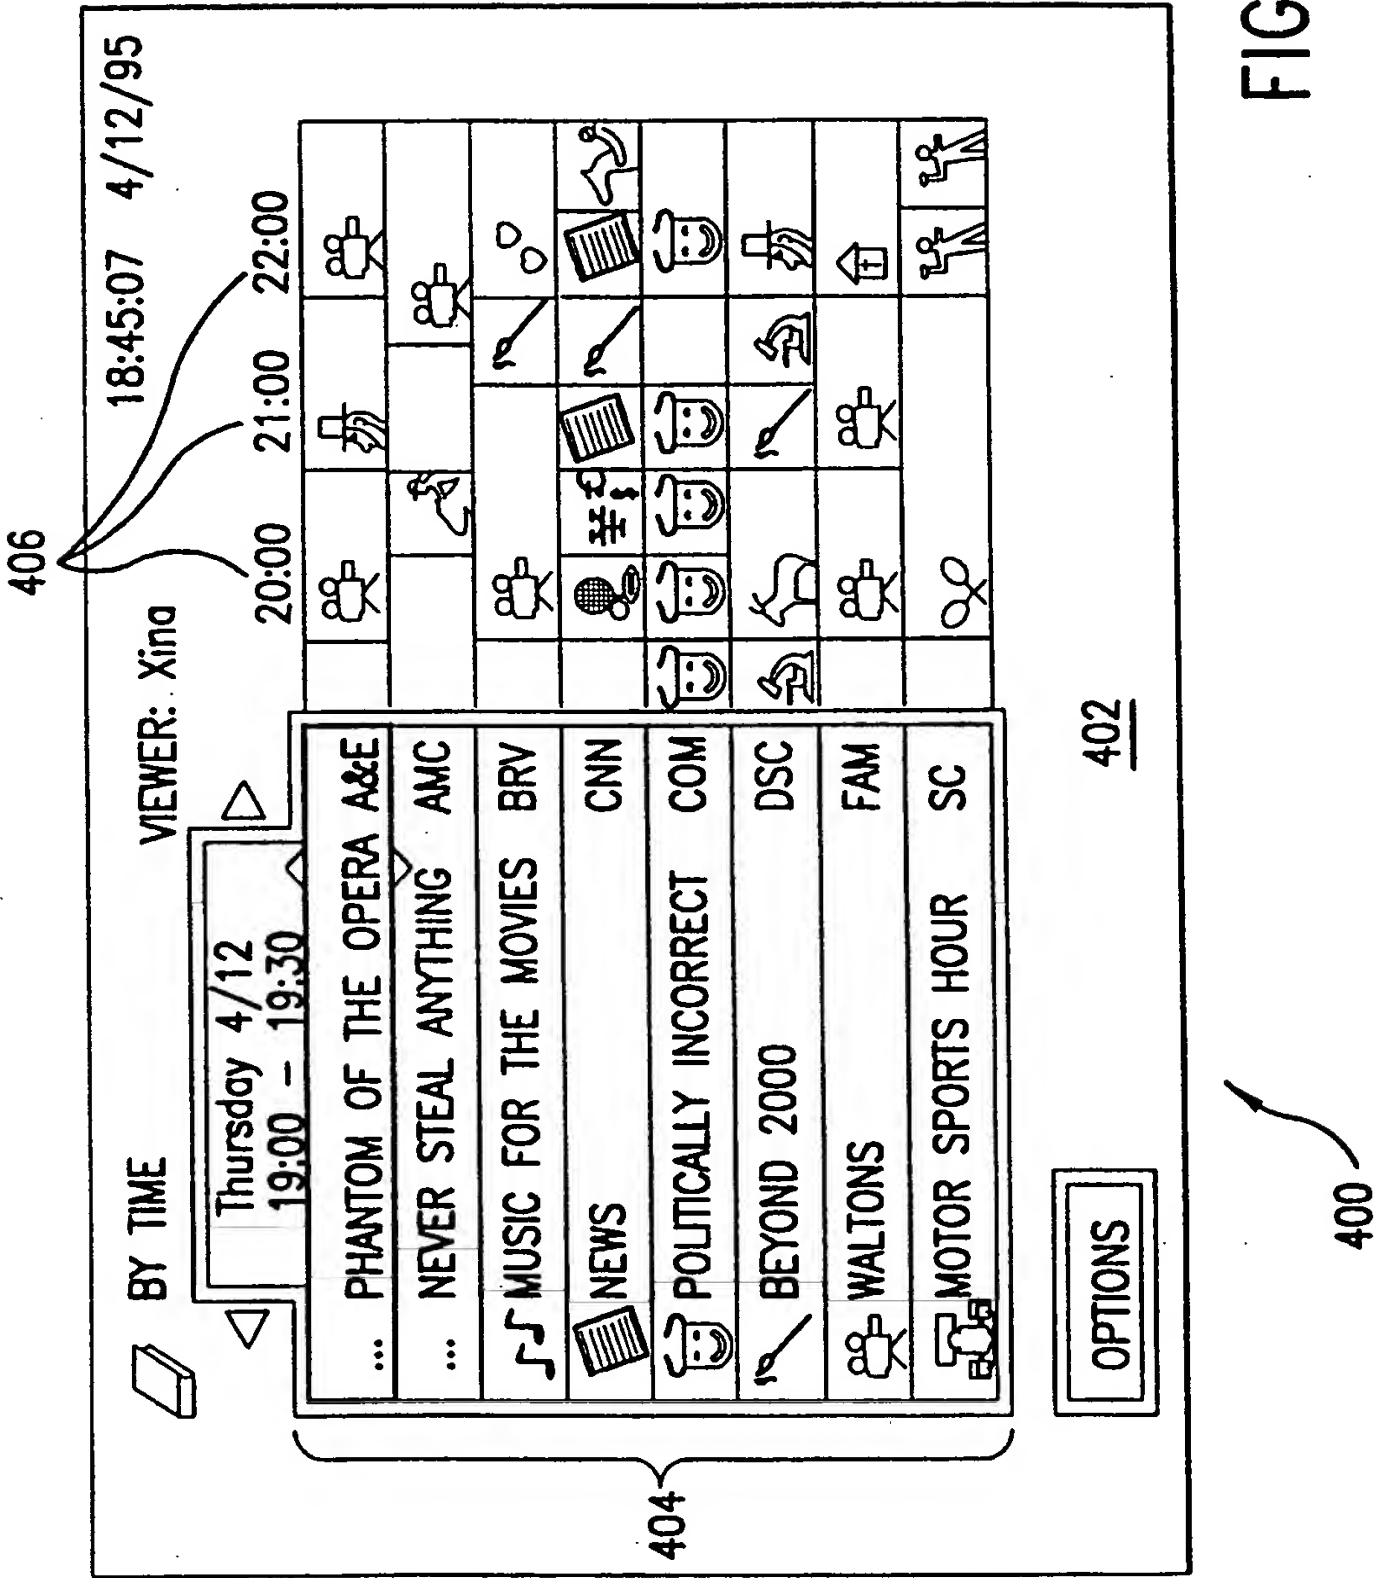 406
18:45:07 4/12/95
BY TIME
VIEWER: Xina
Thursday 4/12
19:00 – 19:30
20:00 21:00 22:00
... PHANTOM OF THE OPERA A&E
... NEVER STEAL ANYTHING AMC
MUSIC FOR THE MOVIES BRV
NEWS CNN
POLITICALLY INCORRECT COM
BEYOND 2000 DSC
WALTONS FAM
MOTOR SPORTS HOUR SC
404
OPTIONS
402
400
FIG